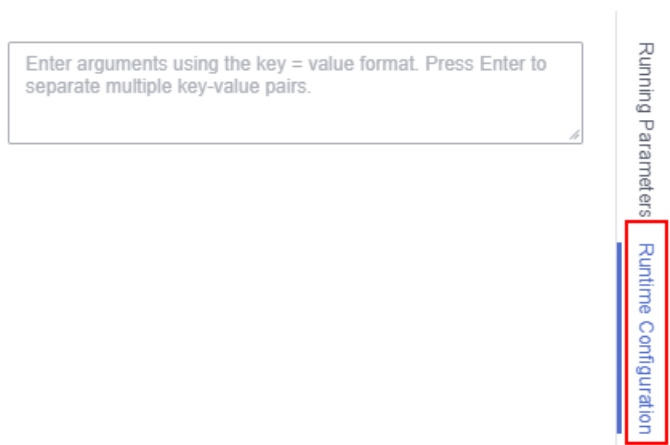 Enter arguments using the key = value format. Press Enter to
separate multiple key-value pairs.
Running Parameters
Runtime Configuration